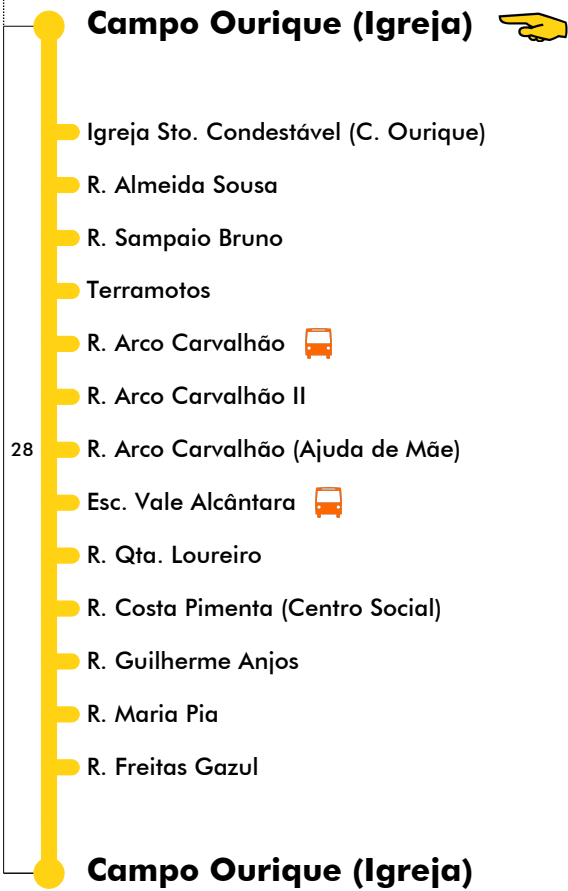 Campo Ourique (Igreja)
Igreja Sto. Condestável (C. Ourique)
R. Almeida Sousa
R. Sampaio Bruno
Terramotos
R. Arco Carvalhão
R. Arco Carvalhão II
28
R. Arco Carvalhão (Ajuda de Mãe)
Esc. Vale Alcântara
R. Qta. Loureiro
R. Costa Pimenta (Centro Social)
R. Guilherme Anjos
R. Maria Pia
R. Freitas Gazul
Campo Ourique (Igreja)